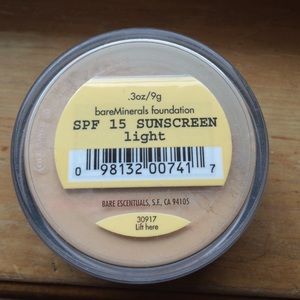 .3oz/9g
bareMinerals foundation
SPF 15 SUNSCREEN
light
0 98132 00741 7
BARE ESCENTUALS, S.F., CA 94105
30917
Lift here